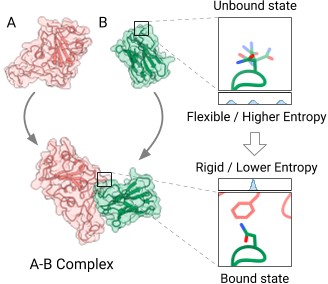 A
B
Unbound state
Flexible / Higher Entropy
Rigid / Lower Entropy
A-B Complex
Bound state